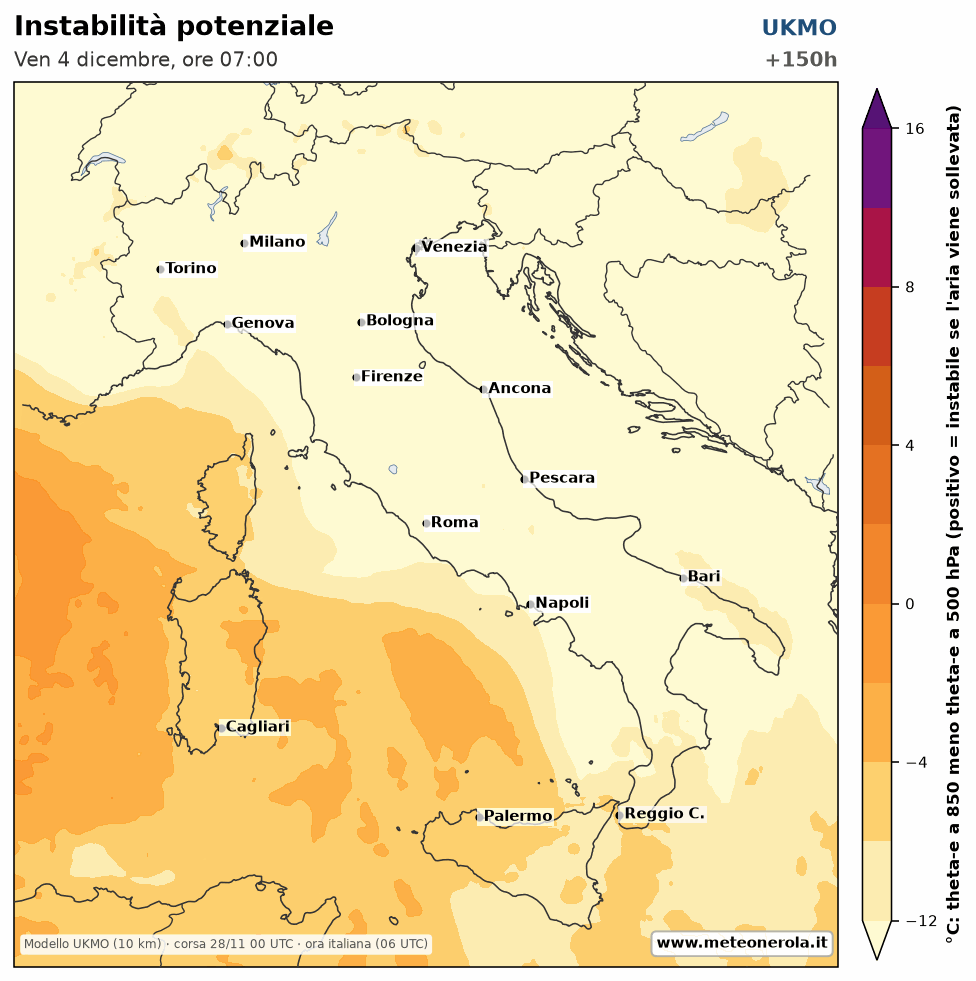 Instabilità potenziale
UKMO
Ven 4 dicembre, ore 07:00
+150h
Milano
Venezia
Torino
Genova
Bologna
Firenze
Ancona
Pescara
Roma
Bari
Napoli
Cagliari
Palermo
Reggio C.
Modello UKMO (10 km) · corsa 28/11 00 UTC · ora italiana (06 UTC)
www.meteonerola.it
16
8
4
0
−4
−12
°C: theta-e a 850 meno theta-e a 500 hPa (positivo = instabile se l'aria viene sollevata)